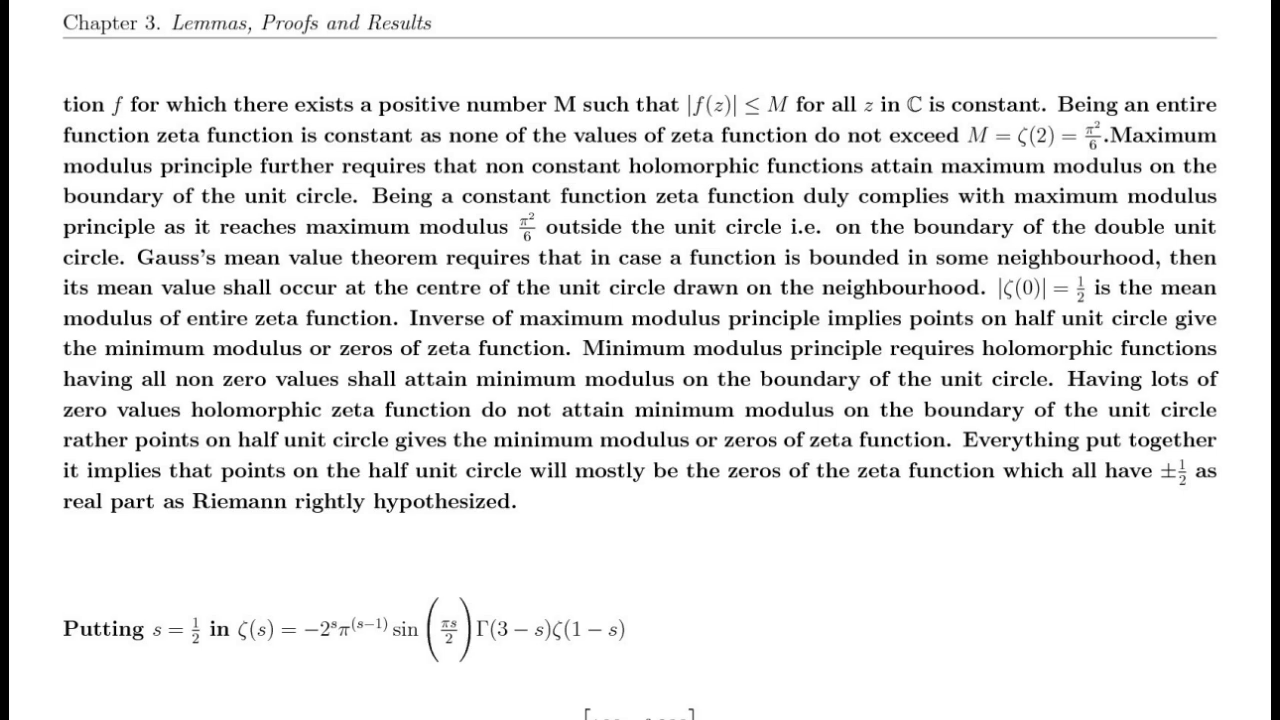 Chapter 3. Lemmas, Proofs and Results
tion f for which there exists a positive number M such that |f(z)| ≤ M for all z in ℂ is constant. Being an entire
function zeta function is constant as none of the values of zeta function do not exceed M = ζ(2) = π²/6.Maximum
modulus principle further requires that non constant holomorphic functions attain maximum modulus on the
boundary of the unit circle. Being a constant function zeta function duly complies with maximum modulus
principle as it reaches maximum modulus π²/6 outside the unit circle i.e. on the boundary of the double unit
circle. Gauss's mean value theorem requires that in case a function is bounded in some neighbourhood, then
its mean value shall occur at the centre of the unit circle drawn on the neighbourhood. |ζ(0)| = 1/2 is the mean
modulus of entire zeta function. Inverse of maximum modulus principle implies points on half unit circle give
the minimum modulus or zeros of zeta function. Minimum modulus principle requires holomorphic functions
having all non zero values shall attain minimum modulus on the boundary of the unit circle. Having lots of
zero values holomorphic zeta function do not attain minimum modulus on the boundary of the unit circle
rather points on half unit circle gives the minimum modulus or zeros of zeta function. Everything put together
it implies that points on the half unit circle will mostly be the zeros of the zeta function which all have ±1/2 as
real part as Riemann rightly hypothesized.
Putting s = 1/2 in ζ(s) = −2^s π^(s−1) sin(πs/2)Γ(3 − s)ζ(1 − s)